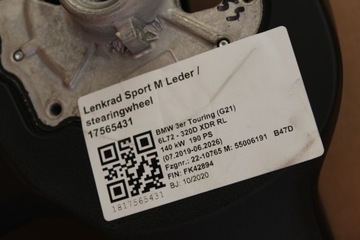 Lenkrad Sport M Leder /
stearingwheel
17565431
BMW 3er Touring (G21)
6L72 - 320D XDR RL
140 kW 190 PS
(07.2019-06.2026)
Fzgnr.: 22-10765 M: 55006191 B47D
FIN: FK42894
BJ: 10/2020
1817565431